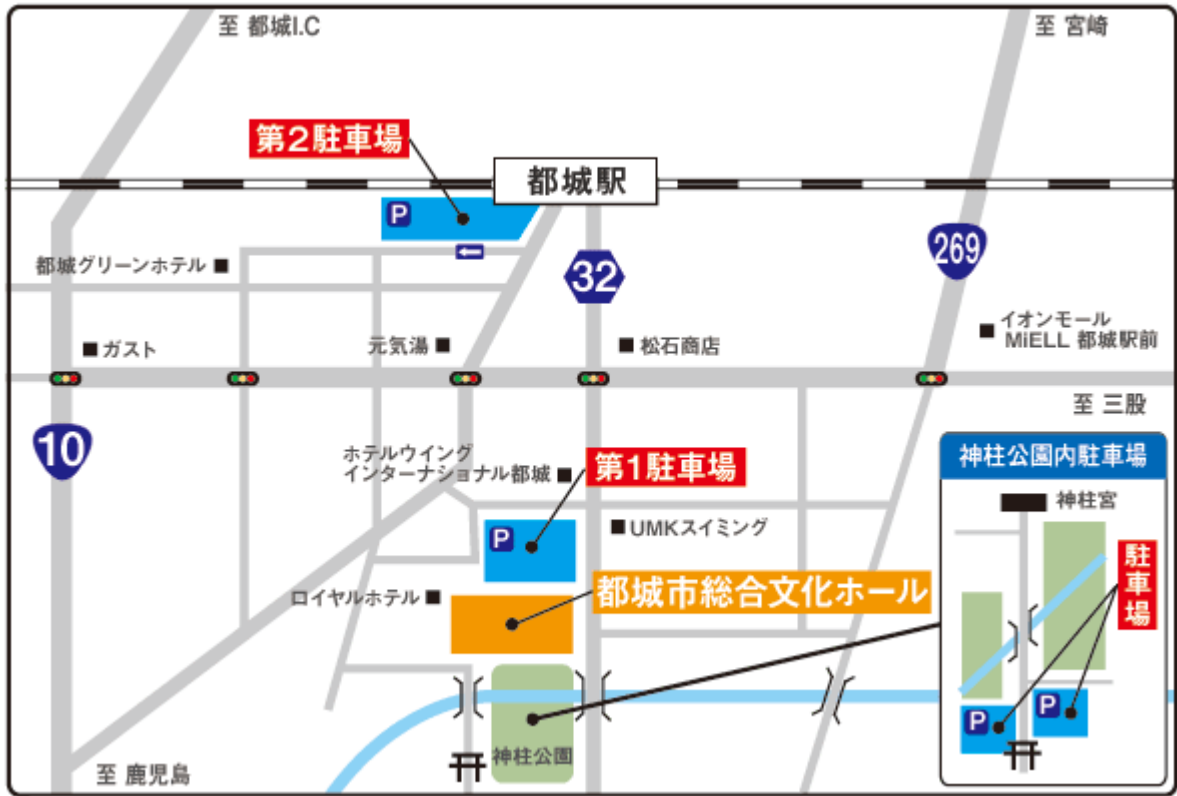 至 都城I.C
至 宮崎
第2駐車場
都城駅
P
269
都城グリーンホテル
32
ガスト
元気湯
松石商店
イオンモール
MiELL 都城駅前
至 三股
10
ホテルウイング
インターナショナル都城
第1駐車場
神柱公園内駐車場
神柱宮
P
UMKスイミング
駐車場
ロイヤルホテル
都城市総合文化ホール
P
P
神柱公園
至 鹿児島